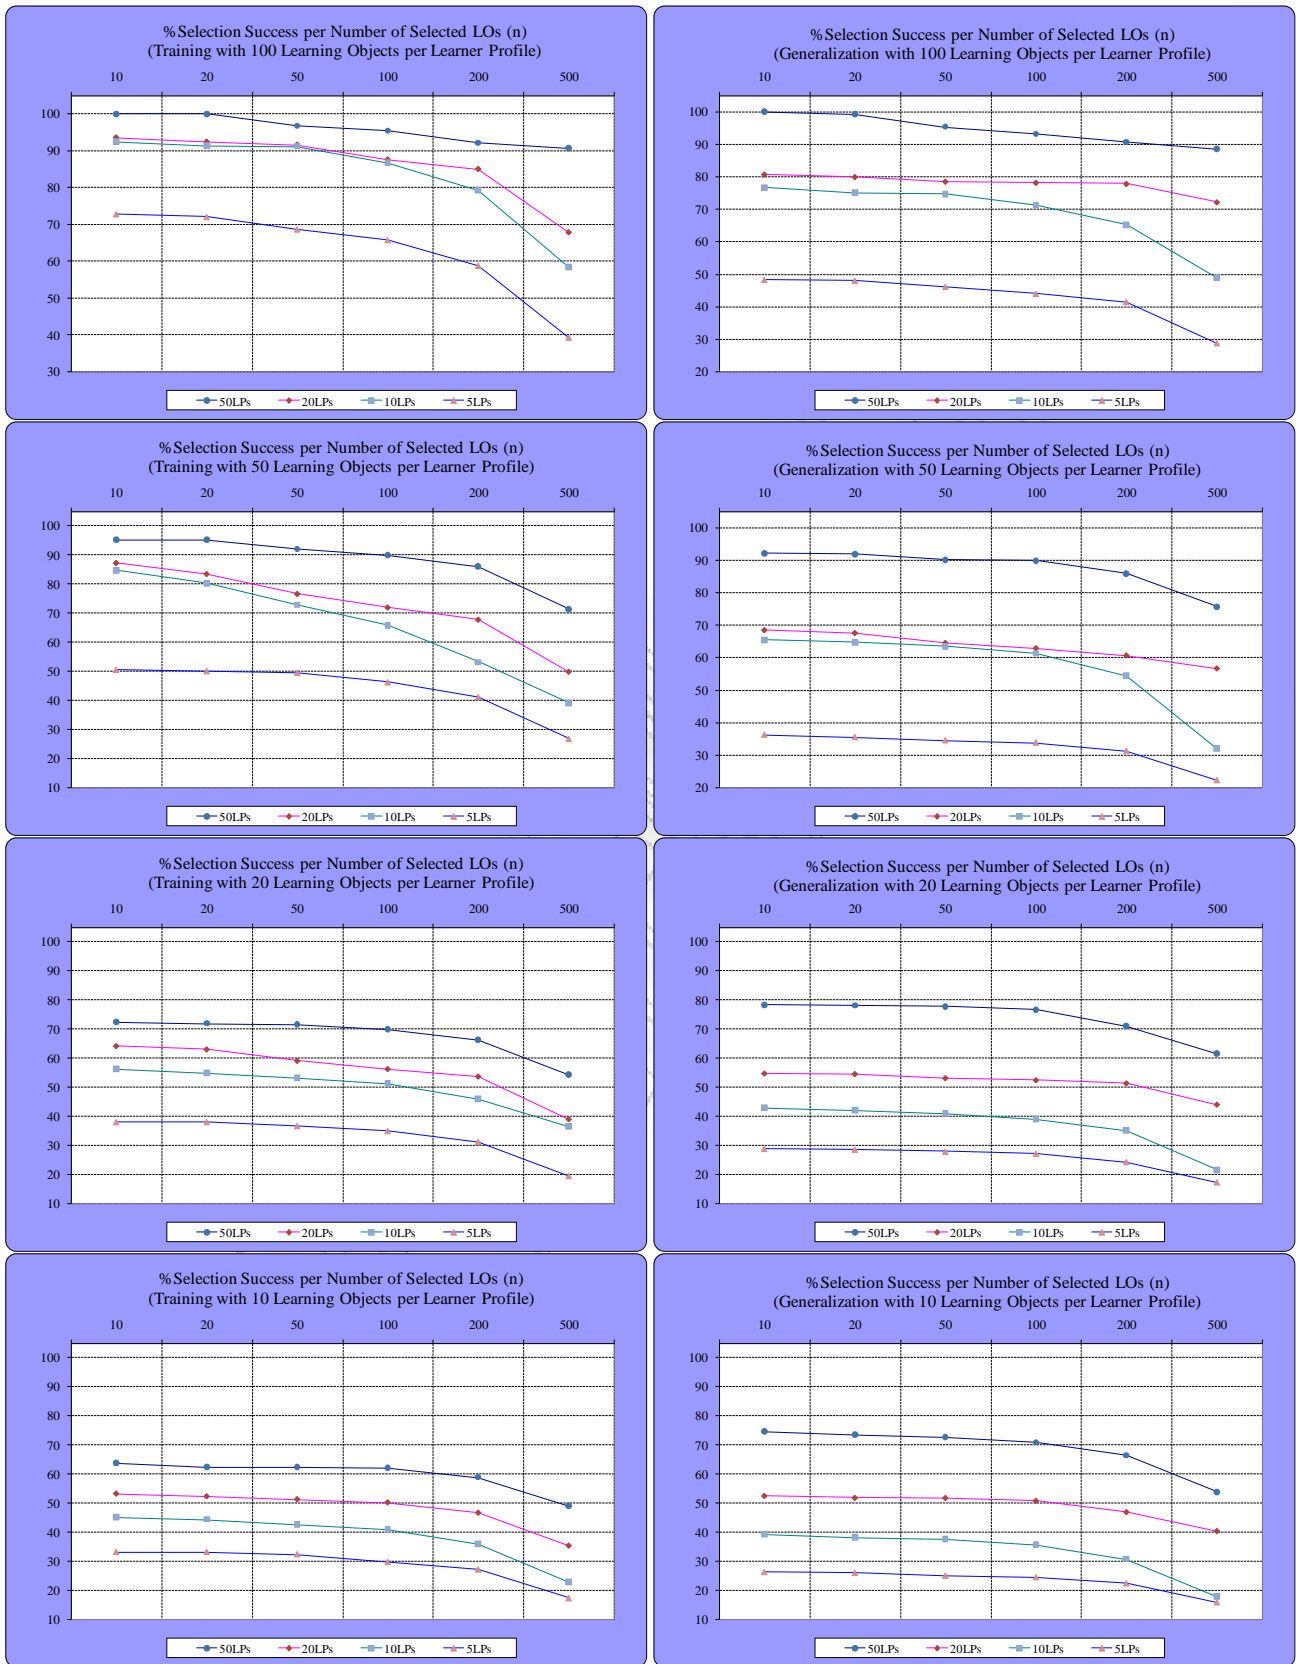 % Selection Success per Number of Selected LOs (n)
(Training with 100 Learning Objects per Learner Profile)
10 20 50 100 200 500
100
90
80
70
60
50
40
30
50LPs 20LPs 10LPs 5LPs
% Selection Success per Number of Selected LOs (n)
(Generalization with 100 Learning Objects per Learner Profile)
10 20 50 100 200 500
100
90
80
70
60
50
40
30
20
50LPs 20LPs 10LPs 5LPs
% Selection Success per Number of Selected LOs (n)
(Training with 50 Learning Objects per Learner Profile)
10 20 50 100 200 500
100
90
80
70
60
50
40
30
20
10
50LPs 20LPs 10LPs 5LPs
% Selection Success per Number of Selected LOs (n)
(Generalization with 50 Learning Objects per Learner Profile)
10 20 50 100 200 500
100
90
80
70
60
50
40
30
20
50LPs 20LPs 10LPs 5LPs
% Selection Success per Number of Selected LOs (n)
(Training with 20 Learning Objects per Learner Profile)
10 20 50 100 200 500
100
90
80
70
60
50
40
30
20
10
50LPs 20LPs 10LPs 5LPs
% Selection Success per Number of Selected LOs (n)
(Generalization with 20 Learning Objects per Learner Profile)
10 20 50 100 200 500
100
90
80
70
60
50
40
30
20
10
50LPs 20LPs 10LPs 5LPs
% Selection Success per Number of Selected LOs (n)
(Training with 10 Learning Objects per Learner Profile)
10 20 50 100 200 500
100
90
80
70
60
50
40
30
20
10
50LPs 20LPs 10LPs 5LPs
% Selection Success per Number of Selected LOs (n)
(Generalization with 10 Learning Objects per Learner Profile)
10 20 50 100 200 500
100
90
80
70
60
50
40
30
20
10
50LPs 20LPs 10LPs 5LPs